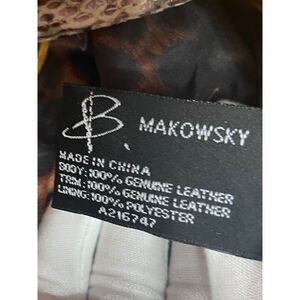 B. MAKOWSKY
MADE IN CHINA
BODY:100% GENUINE LEATHER
TRIM:100% GENUINE LEATHER
LINING:100% POLYESTER
A216747